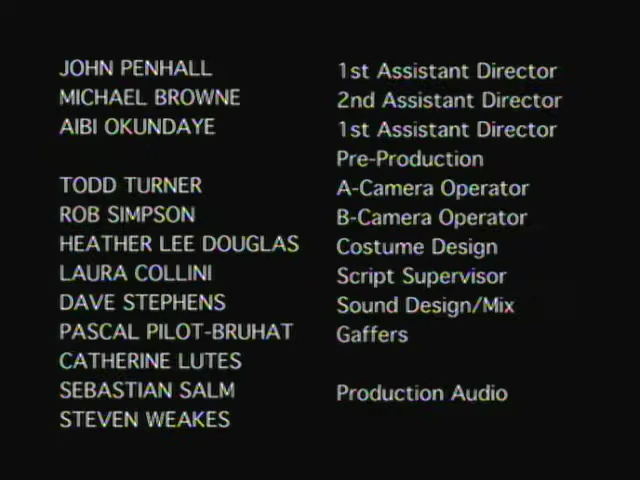 JOHN PENHALL 1st Assistant Director
MICHAEL BROWNE 2nd Assistant Director
AIBI OKUNDAYE 1st Assistant Director
Pre-Production
TODD TURNER A-Camera Operator
ROB SIMPSON B-Camera Operator
HEATHER LEE DOUGLAS Costume Design
LAURA COLLINI Script Supervisor
DAVE STEPHENS Sound Design/Mix
PASCAL PILOT-BRUHAT Gaffers
CATHERINE LUTES
SEBASTIAN SALM Production Audio
STEVEN WEAKES